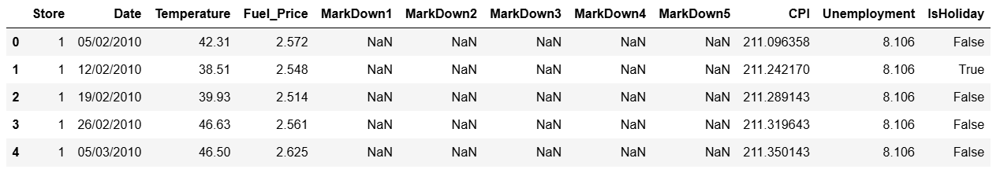 Store Date Temperature Fuel_Price MarkDown1 MarkDown2 MarkDown3 MarkDown4 MarkDown5 CPI Unemployment IsHoliday
0 1 05/02/2010 42.31 2.572 NaN NaN NaN NaN NaN 211.096358 8.106 False
1 1 12/02/2010 38.51 2.548 NaN NaN NaN NaN NaN 211.242170 8.106 True
2 1 19/02/2010 39.93 2.514 NaN NaN NaN NaN NaN 211.289143 8.106 False
3 1 26/02/2010 46.63 2.561 NaN NaN NaN NaN NaN 211.319643 8.106 False
4 1 05/03/2010 46.50 2.625 NaN NaN NaN NaN NaN 211.350143 8.106 False